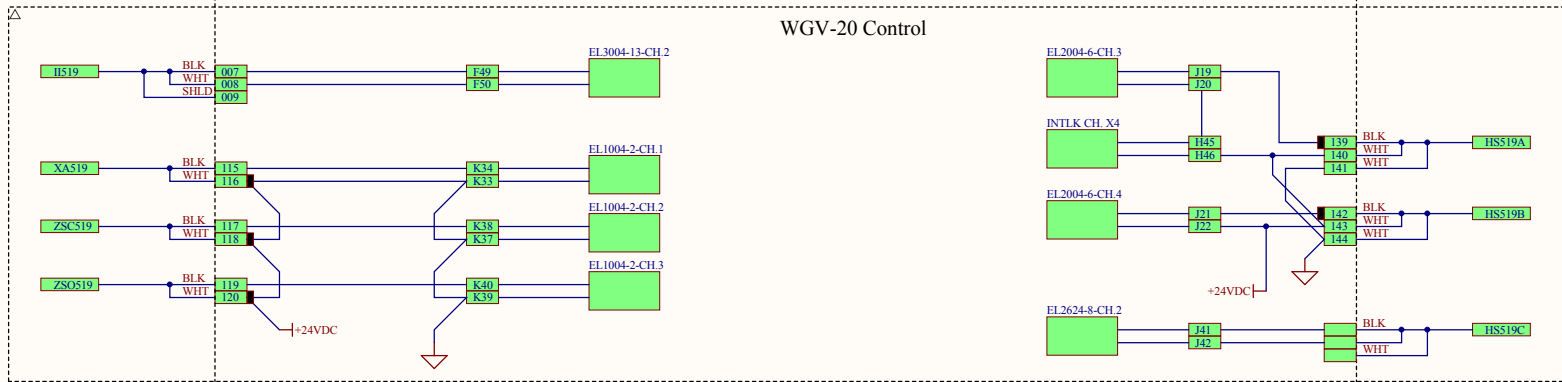 WGV-20 Control
EL3004-13-CH.2
II519
BLK
007
F49
WHT
008
F50
SHLD
009
EL1004-2-CH.1
XA519
BLK
115
K34
WHT
116
K33
EL1004-2-CH.2
ZSC519
BLK
117
K38
WHT
118
K37
EL1004-2-CH.3
ZSO519
BLK
119
K40
WHT
120
K39
+24VDC
EL2004-6-CH.3
J19
J20
INTLK CH. X4
H45
H46
139
BLK
HS519A
140
WHT
141
WHT
EL2004-6-CH.4
J21
J22
142
BLK
HS519B
143
WHT
144
WHT
+24VDC
EL2624-8-CH.2
J41
J42
BLK
HS519C
WHT